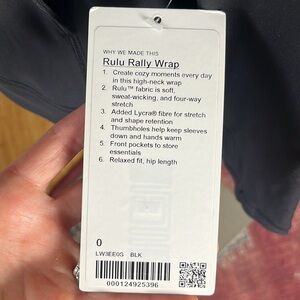 WHY WE MADE THIS
Rulu Rally Wrap
1. Create cozy moments every day
in this high-neck wrap
2. Rulu™ fabric is soft,
sweat-wicking, and four-way
stretch
3. Added Lycra® fibre for stretch
and shape retention
4. Thumbholes help keep sleeves
down and hands warm
5. Front pockets to store
essentials
6. Relaxed fit, hip length
0
LW3EE0S BLK
000124925396